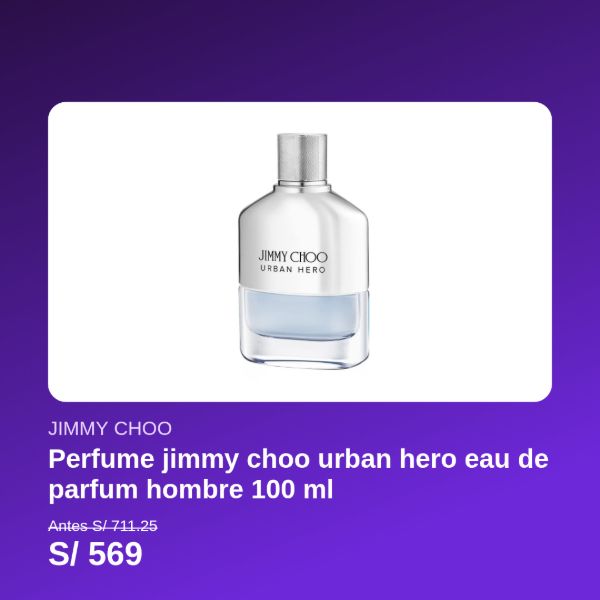 JIMMY CHOO
URBAN HERO
JIMMY CHOO
Perfume jimmy choo urban hero eau de
parfum hombre 100 ml
Antes S/ 711.25
S/ 569